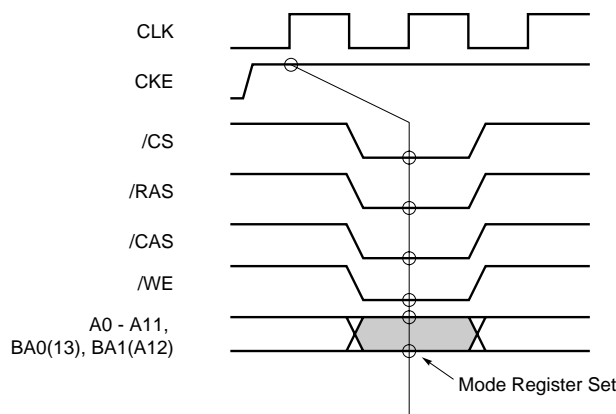 CLK
CKE
/CS
/RAS
/CAS
/WE
A0 - A11,
BA0(13), BA1(A12)
Mode Register Set